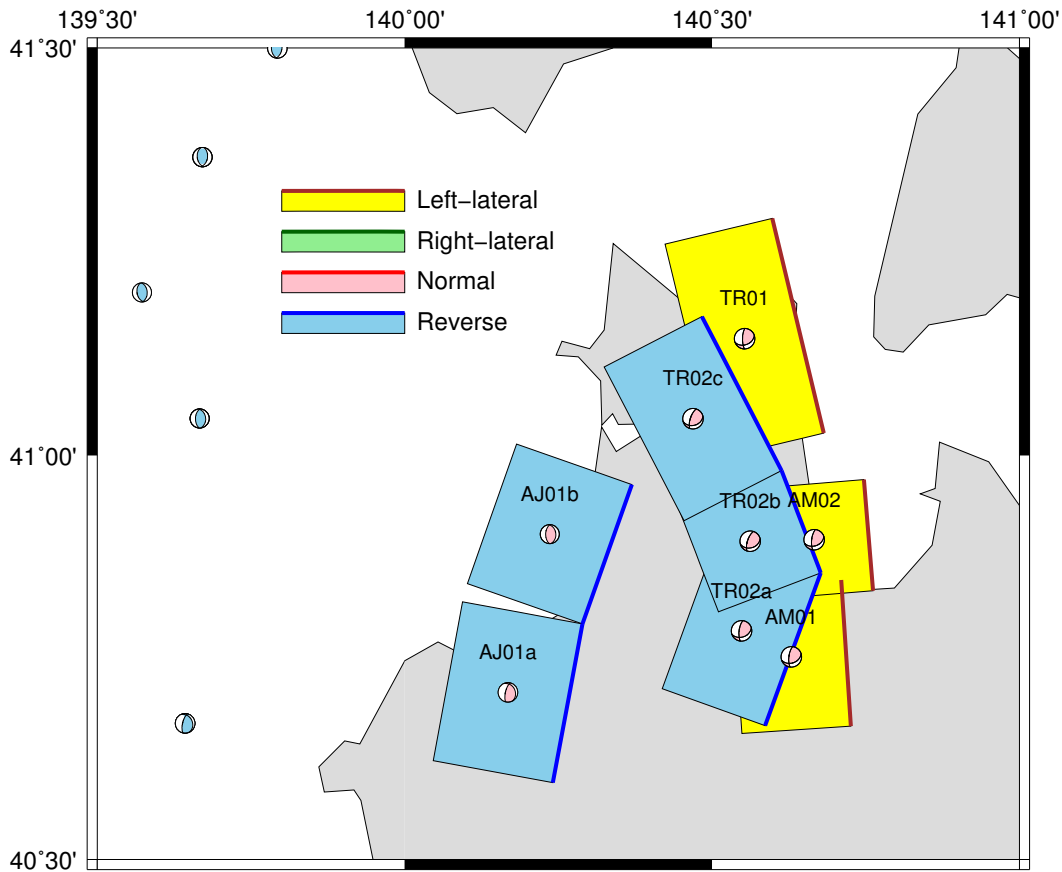 139˚30'
140˚00'
140˚30'
141˚00'
41˚30'
Left−lateral
Right−lateral
Normal
Reverse
TR01
TR02c
41˚00'
AJ01b
TR02b
AM02
TR02a
AM01
AJ01a
40˚30'